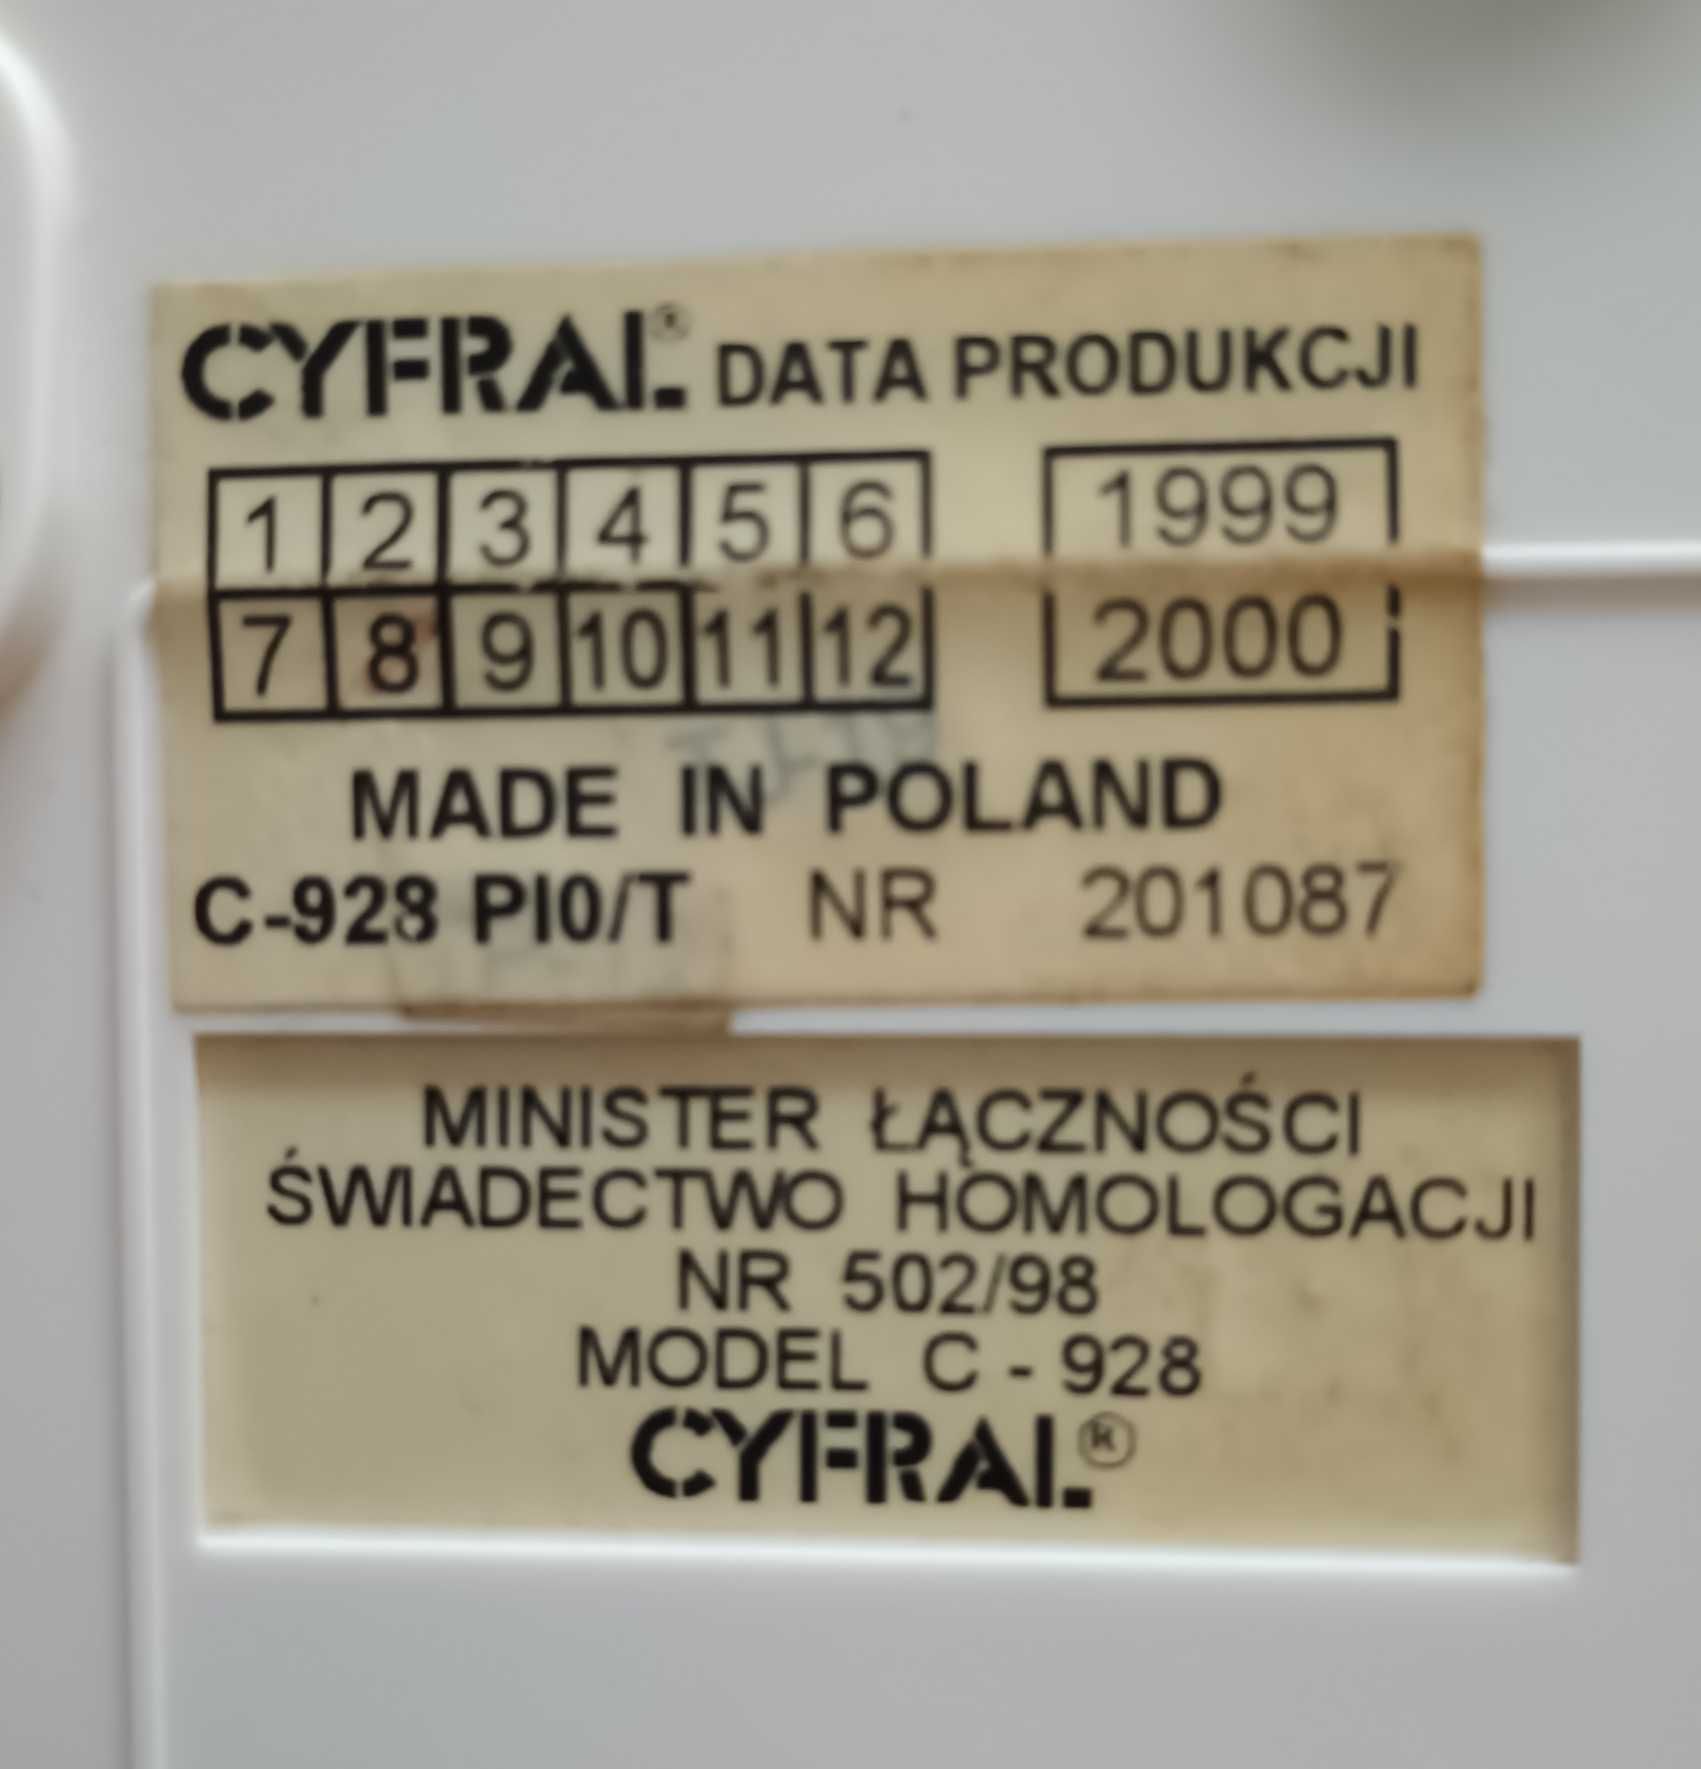 CYFRAL® DATA PRODUKCJI
1 2 3 4 5 6 1999
7 8 9 10 11 12 2000
MADE IN POLAND
C-928 PI0/T NR 201087
MINISTER ŁĄCZNOŚCI
ŚWIADECTWO HOMOLOGACJI
NR 502/98
MODEL C - 928
CYFRAL®